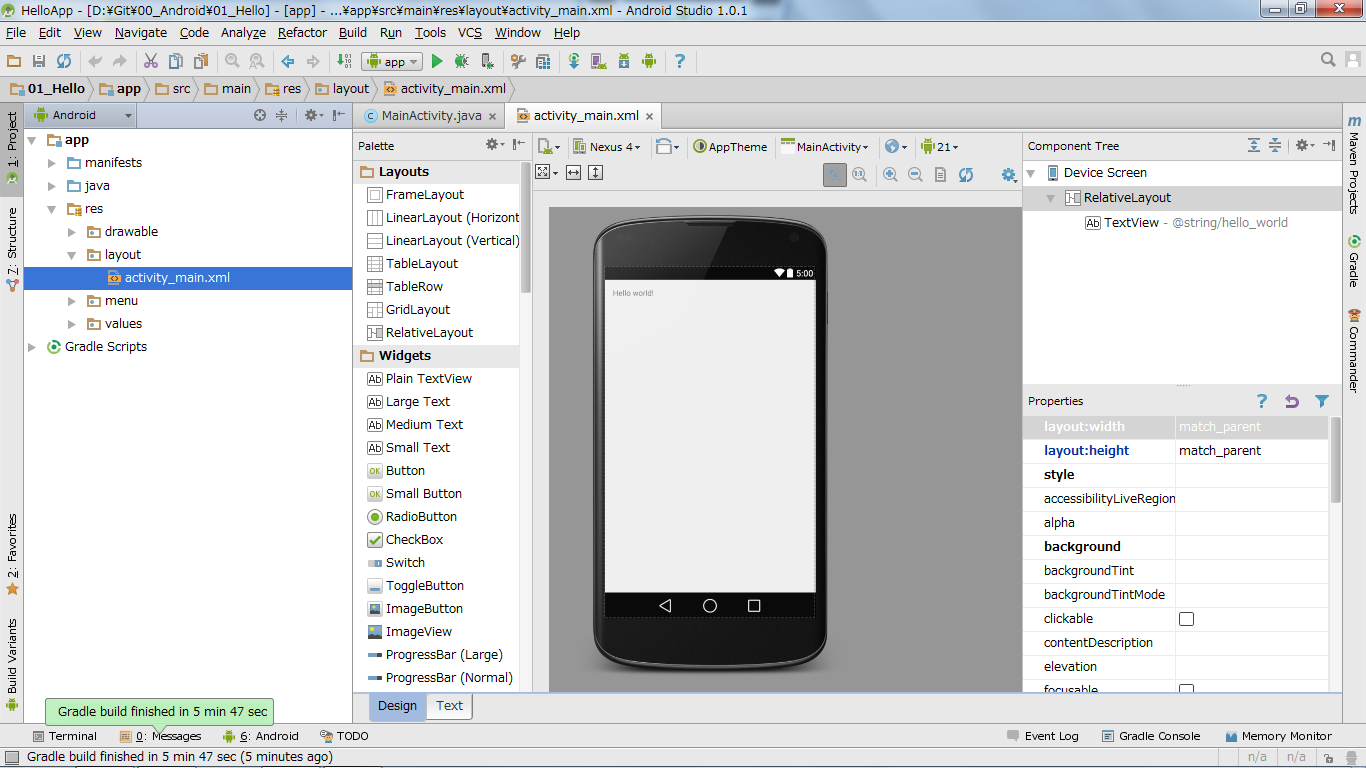 HelloApp - [D:¥Git¥00_Android¥01_Hello] - [app] - ...¥app¥src¥main¥res¥layout¥activity_main.xml - Android Studio 1.0.1
File Edit View Navigate Code Analyze Refactor Build Run Tools VCS Window Help
app
01_Hello app src main res layout activity_main.xml
1: Project
7: Structure
2: Favorites
Build Variants
Android
app
manifests
java
res
drawable
layout
activity_main.xml
menu
values
Gradle Scripts
MainActivity.java
activity_main.xml
Palette
Layouts
FrameLayout
LinearLayout (Horizont
LinearLayout (Vertical)
TableLayout
TableRow
GridLayout
RelativeLayout
Widgets
Plain TextView
Large Text
Medium Text
Small Text
OK Button
OK Small Button
RadioButton
CheckBox
Switch
ToggleButton
ImageButton
ImageView
ProgressBar (Large)
ProgressBar (Normal)
Nexus 4 AppTheme MainActivity 21
5:00
Hello world!
Design Text
Component Tree
Device Screen
RelativeLayout
Ab TextView - @string/hello_world
Properties
layout:width match_parent
layout:height match_parent
style
accessibilityLiveRegion
alpha
background
backgroundTint
backgroundTintMode
clickable
contentDescription
elevation
focusable
Maven Projects
Gradle
Commander
Gradle build finished in 5 min 47 sec
Terminal 0: Messages 6: Android TODO Event Log Gradle Console Memory Monitor
Gradle build finished in 5 min 47 sec (5 minutes ago) n/a n/a